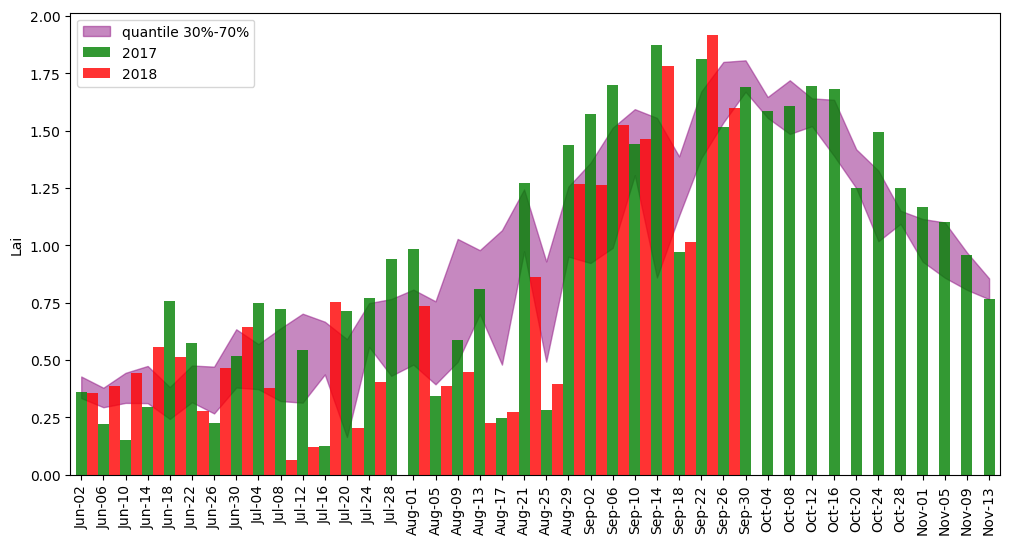 2.00
1.75
1.50
1.25
1.00
0.75
0.50
0.25
0.00
Lai
quantile 30%-70%
2017
2018
Jun-02
Jun-06
Jun-10
Jun-14
Jun-18
Jun-22
Jun-26
Jun-30
Jul-04
Jul-08
Jul-12
Jul-16
Jul-20
Jul-24
Jul-28
Aug-01
Aug-05
Aug-09
Aug-13
Aug-17
Aug-21
Aug-25
Aug-29
Sep-02
Sep-06
Sep-10
Sep-14
Sep-18
Sep-22
Sep-26
Sep-30
Oct-04
Oct-08
Oct-12
Oct-16
Oct-20
Oct-24
Oct-28
Nov-01
Nov-05
Nov-09
Nov-13